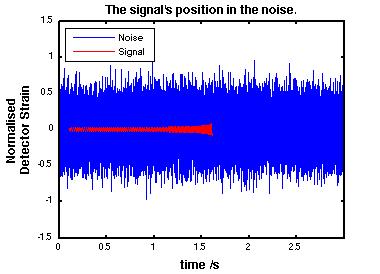 The signal's position in the noise.
Noise
Signal
Normalised
Detector Strain
1.5
1
0.5
0
-0.5
-1
-1.5
0
0.5
1
1.5
2
2.5
time /s